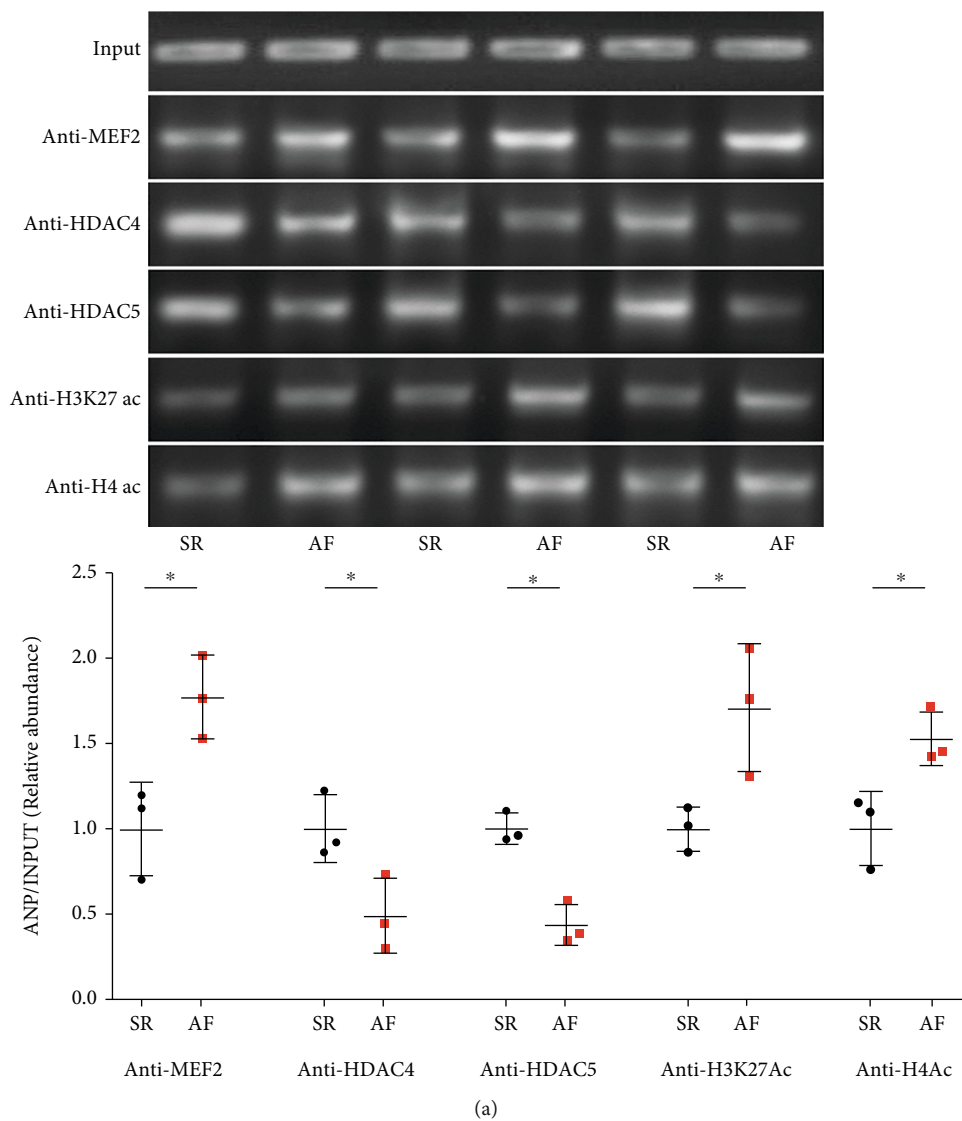 Input
Anti-MEF2
Anti-HDAC4
Anti-HDAC5
Anti-H3K27 ac
Anti-H4 ac
SR AF SR AF SR AF
2.5
2.0
1.5
1.0
0.5
0.0
ANP/INPUT (Relative abundance)
* * * * *
SR AF SR AF SR AF SR AF SR AF
Anti-MEF2 Anti-HDAC4 Anti-HDAC5 Anti-H3K27Ac Anti-H4Ac
(a)